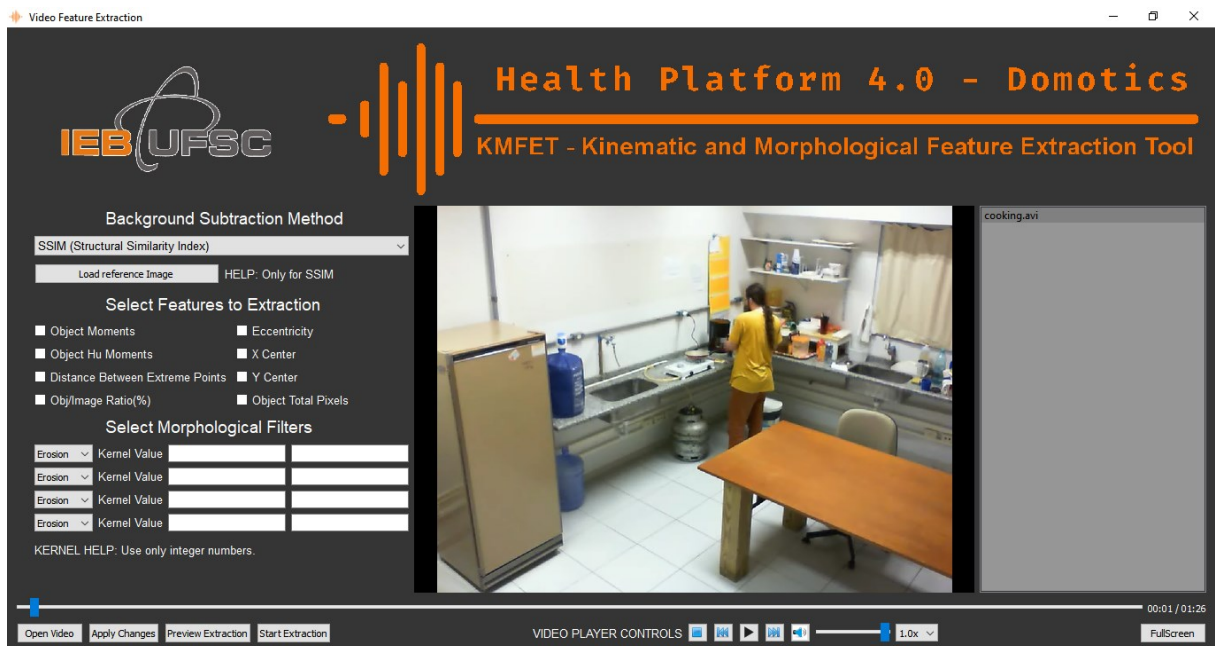 Video Feature Extraction
IEB UFSC
Health Platform 4.0 - Domotics
KMFET - Kinematic and Morphological Feature Extraction Tool
Background Subtraction Method
SSIM (Structural Similarity Index)
Load reference Image HELP: Only for SSIM
Select Features to Extraction
Object Moments Eccentricity
Object Hu Moments X Center
Distance Between Extreme Points Y Center
Obj/Image Ratio(%) Object Total Pixels
Select Morphological Filters
Erosion Kernel Value
Erosion Kernel Value
Erosion Kernel Value
Erosion Kernel Value
KERNEL HELP: Use only integer numbers.
cooking.avi
00:01 / 01:26
Open Video Apply Changes Preview Extraction Start Extraction VIDEO PLAYER CONTROLS 1.0x FullScreen